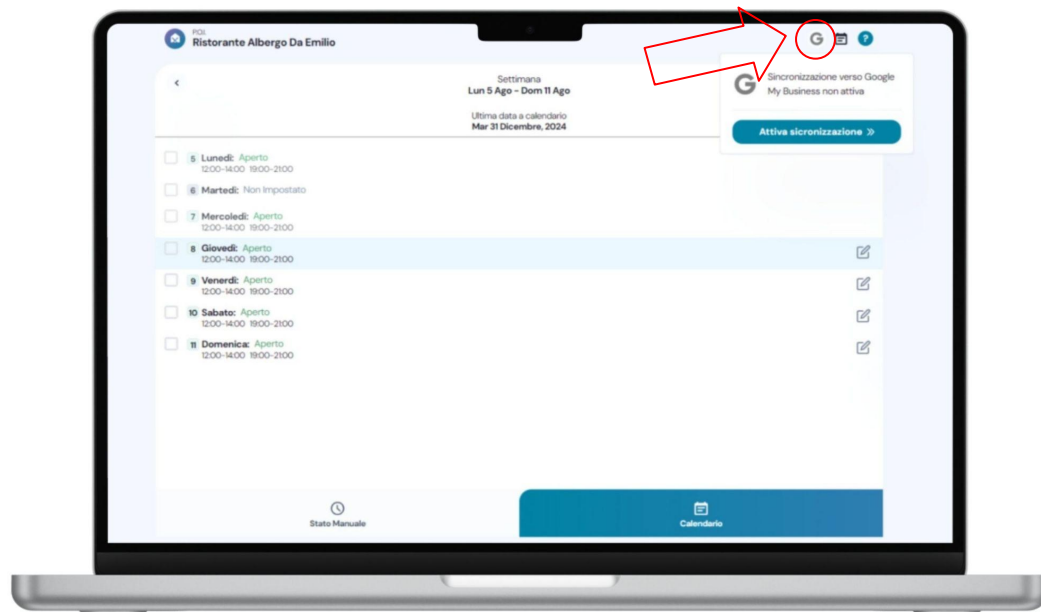 P.O.I.
Ristorante Albergo Da Emilio
G
?
Settimana
Lun 5 Ago - Dom 11 Ago
Ultima data a calendario
Mar 31 Dicembre, 2024
G
Sincronizzazione verso Google
My Business non attiva
Attiva sicronizzazione »
5 Lunedì: Aperto
12:00-14:00 19:00-21:00
6 Martedì: Non Impostato
7 Mercoledì: Aperto
12:00-14:00 19:00-21:00
8 Giovedì: Aperto
12:00-14:00 19:00-21:00
9 Venerdì: Aperto
12:00-14:00 19:00-21:00
10 Sabato: Aperto
12:00-14:00 19:00-21:00
11 Domenica: Aperto
12:00-14:00 19:00-21:00
Stato Manuale
Calendario